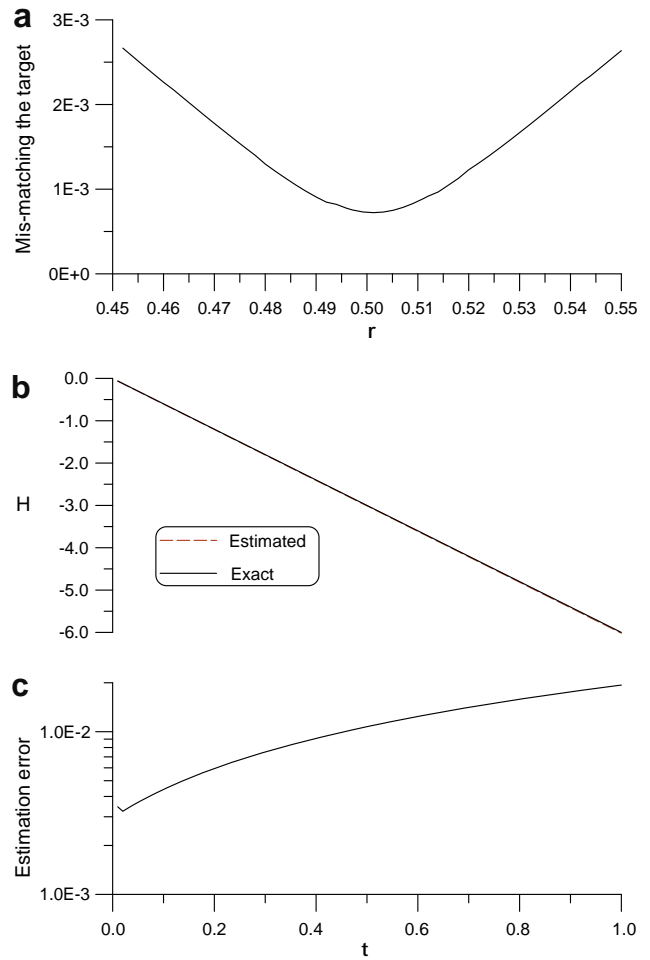 a
Mis-matching the target
3E-3
2E-3
1E-3
0E+0
0.45 0.46 0.47 0.48 0.49 0.50 0.51 0.52 0.53 0.54 0.55
r
b
H
0.0
-1.0
-2.0
-3.0
-4.0
-5.0
-6.0
Estimated
Exact
c
Estimation error
1.0E-2
1.0E-3
0.0 0.2 0.4 0.6 0.8 1.0
t